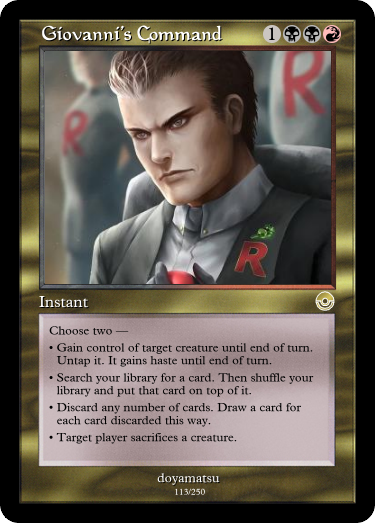 Giovanni's Command 1
R
R
R
Instant
Choose two —
• Gain control of target creature until end of turn.
Untap it. It gains haste until end of turn.
• Search your library for a card. Then shuffle your
library and put that card on top of it.
• Discard any number of cards. Draw a card for
each card discarded this way.
• Target player sacrifices a creature.
doyamatsu
113/250